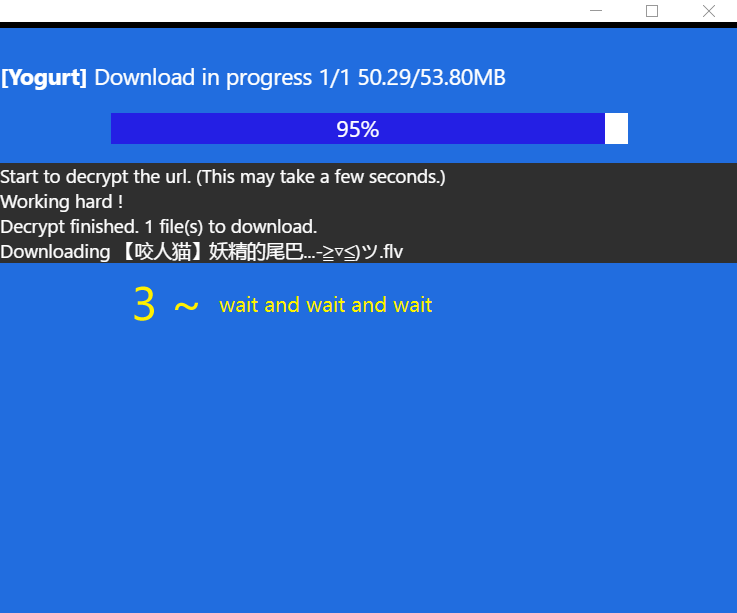 [Yogurt] Download in progress 1/1 50.29/53.80MB
95%
Start to decrypt the url. (This may take a few seconds.)
Working hard !
Decrypt finished. 1 file(s) to download.
Downloading 【咬人猫】妖精的尾巴...-≧▿≦)ツ.flv
3 ~ wait and wait and wait